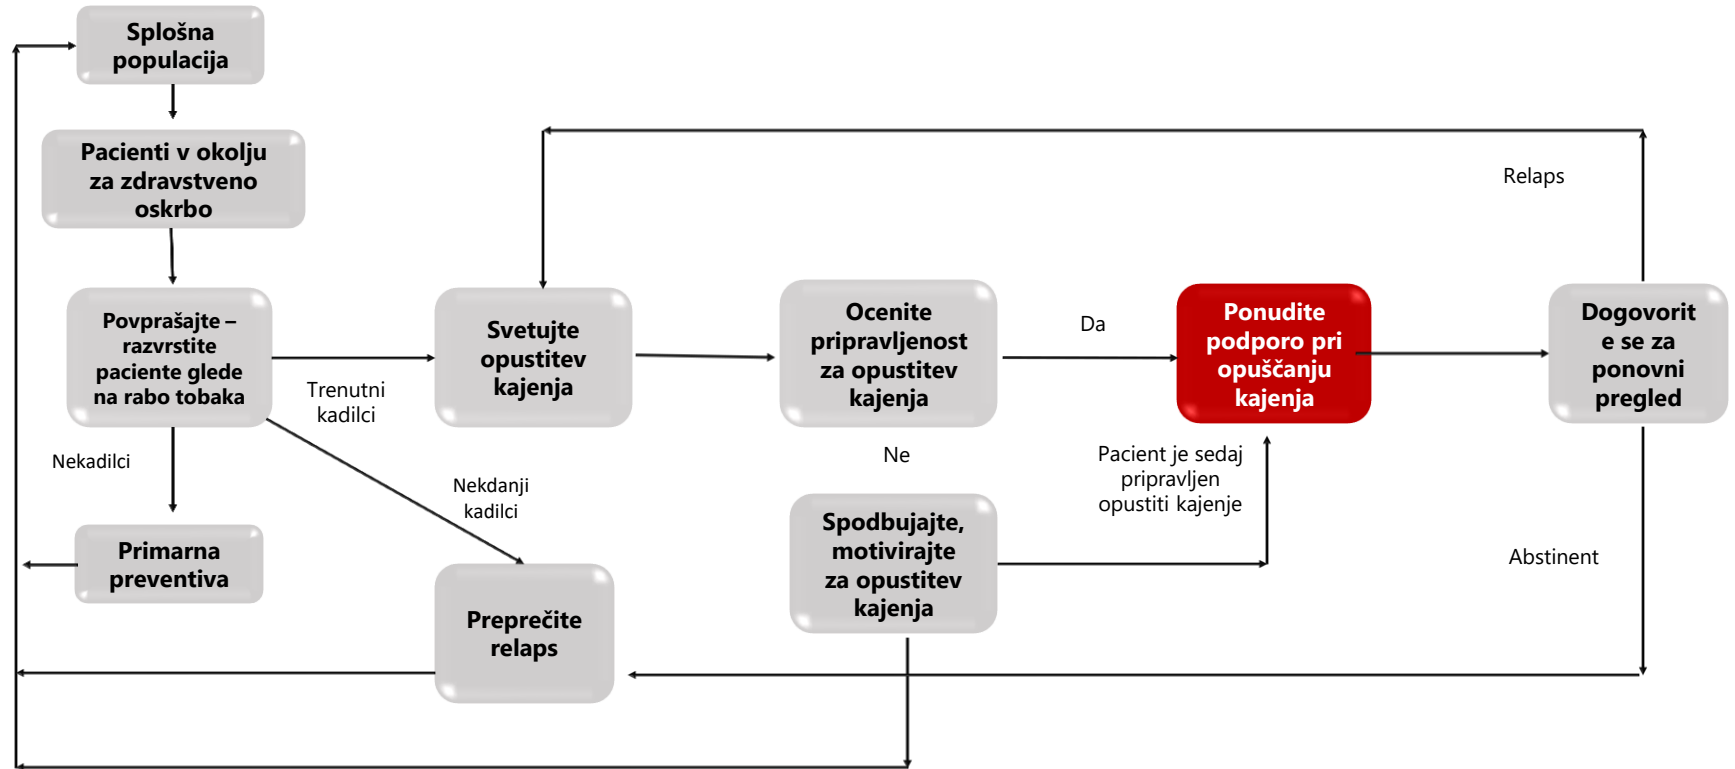 Splošna
populacija
Pacienti v okolju
za zdravstveno
oskrbo
Povprašajte –
razvrstite
paciente glede
na rabo tobaka
Trenutni
kadilci
Nekadilci
Nekdanji
kadilci
Primarna
preventiva
Preprečite
relaps
Svetujte
opustitev
kajenja
Ocenite
pripravljenost
za opustitev
kajenja
Da
Ne
Spodbujajte,
motivirajte
za opustitev
kajenja
Pacient je sedaj
pripravljen
opustiti kajenje
Ponudite
podporo pri
opuščanju
kajenja
Dogovorit
e se za
ponovni
pregled
Relaps
Abstinent